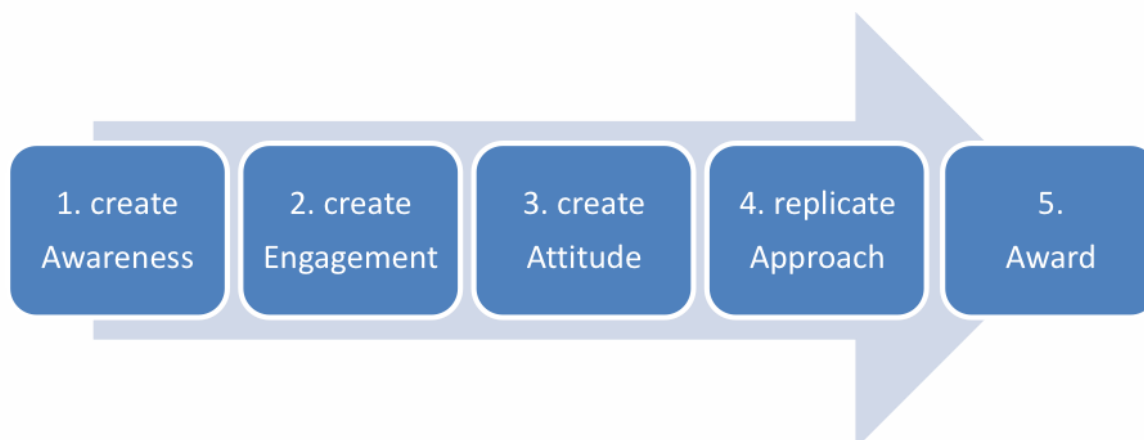 1. create
Awareness
2. create
Engagement
3. create
Attitude
4. replicate
Approach
5.
Award